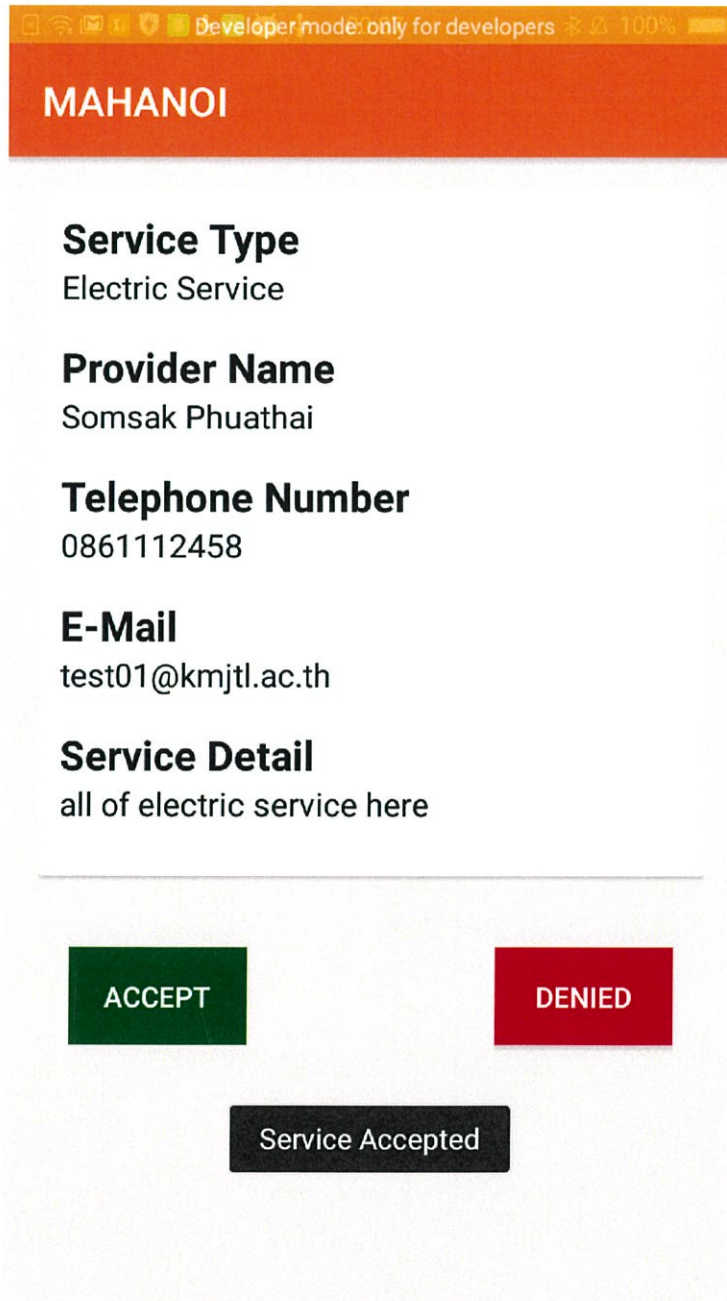 Developer mode: only for developers 100%
MAHANOI
Service Type
Electric Service
Provider Name
Somsak Phuathai
Telephone Number
0861112458
E-Mail
test01@kmjtl.ac.th
Service Detail
all of electric service here
ACCEPT DENIED
Service Accepted